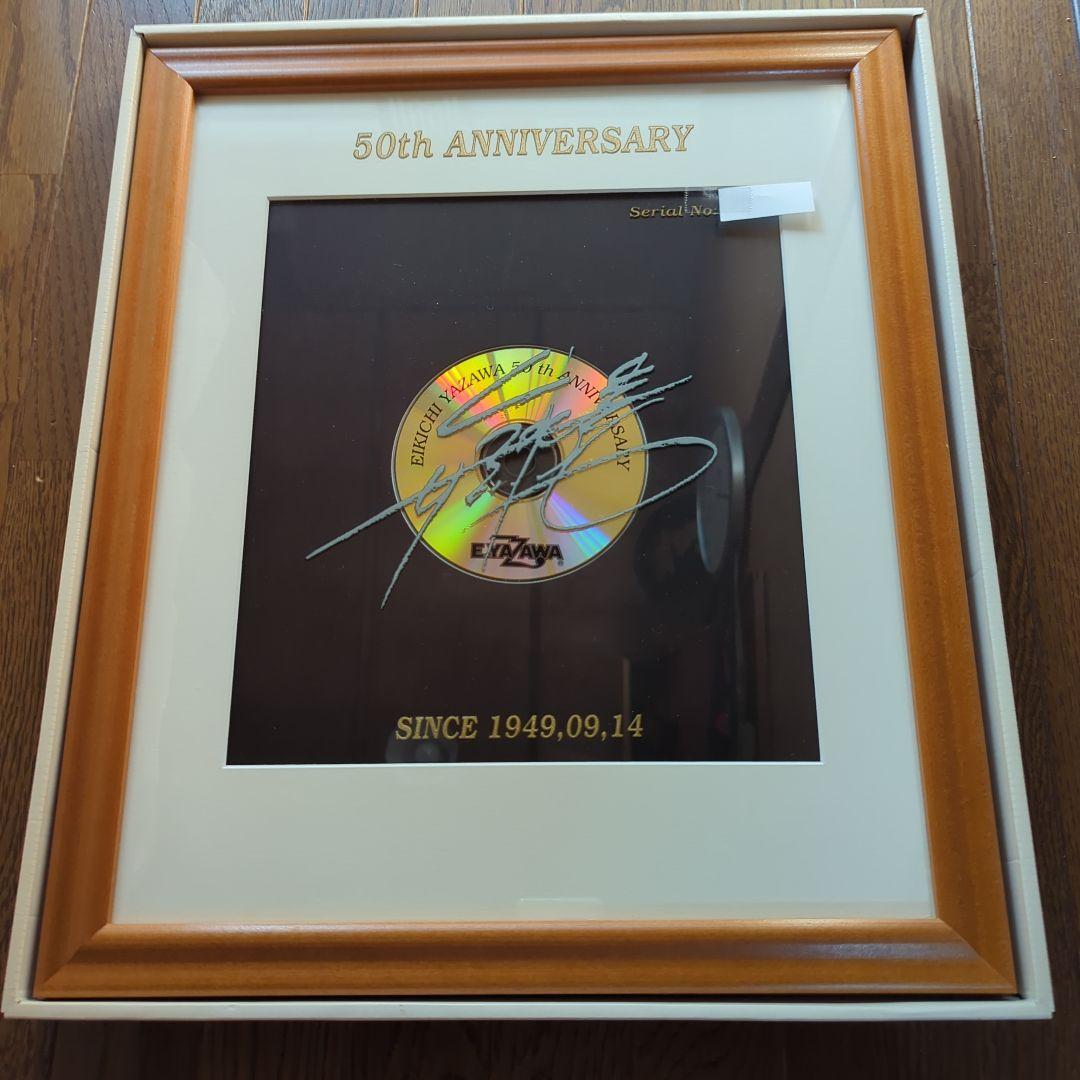 50th ANNIVERSARY
Serial No.
EIKICHI YAZAWA 50th ANNIVERSARY
E.YAZAWA
SINCE 1949,09,14